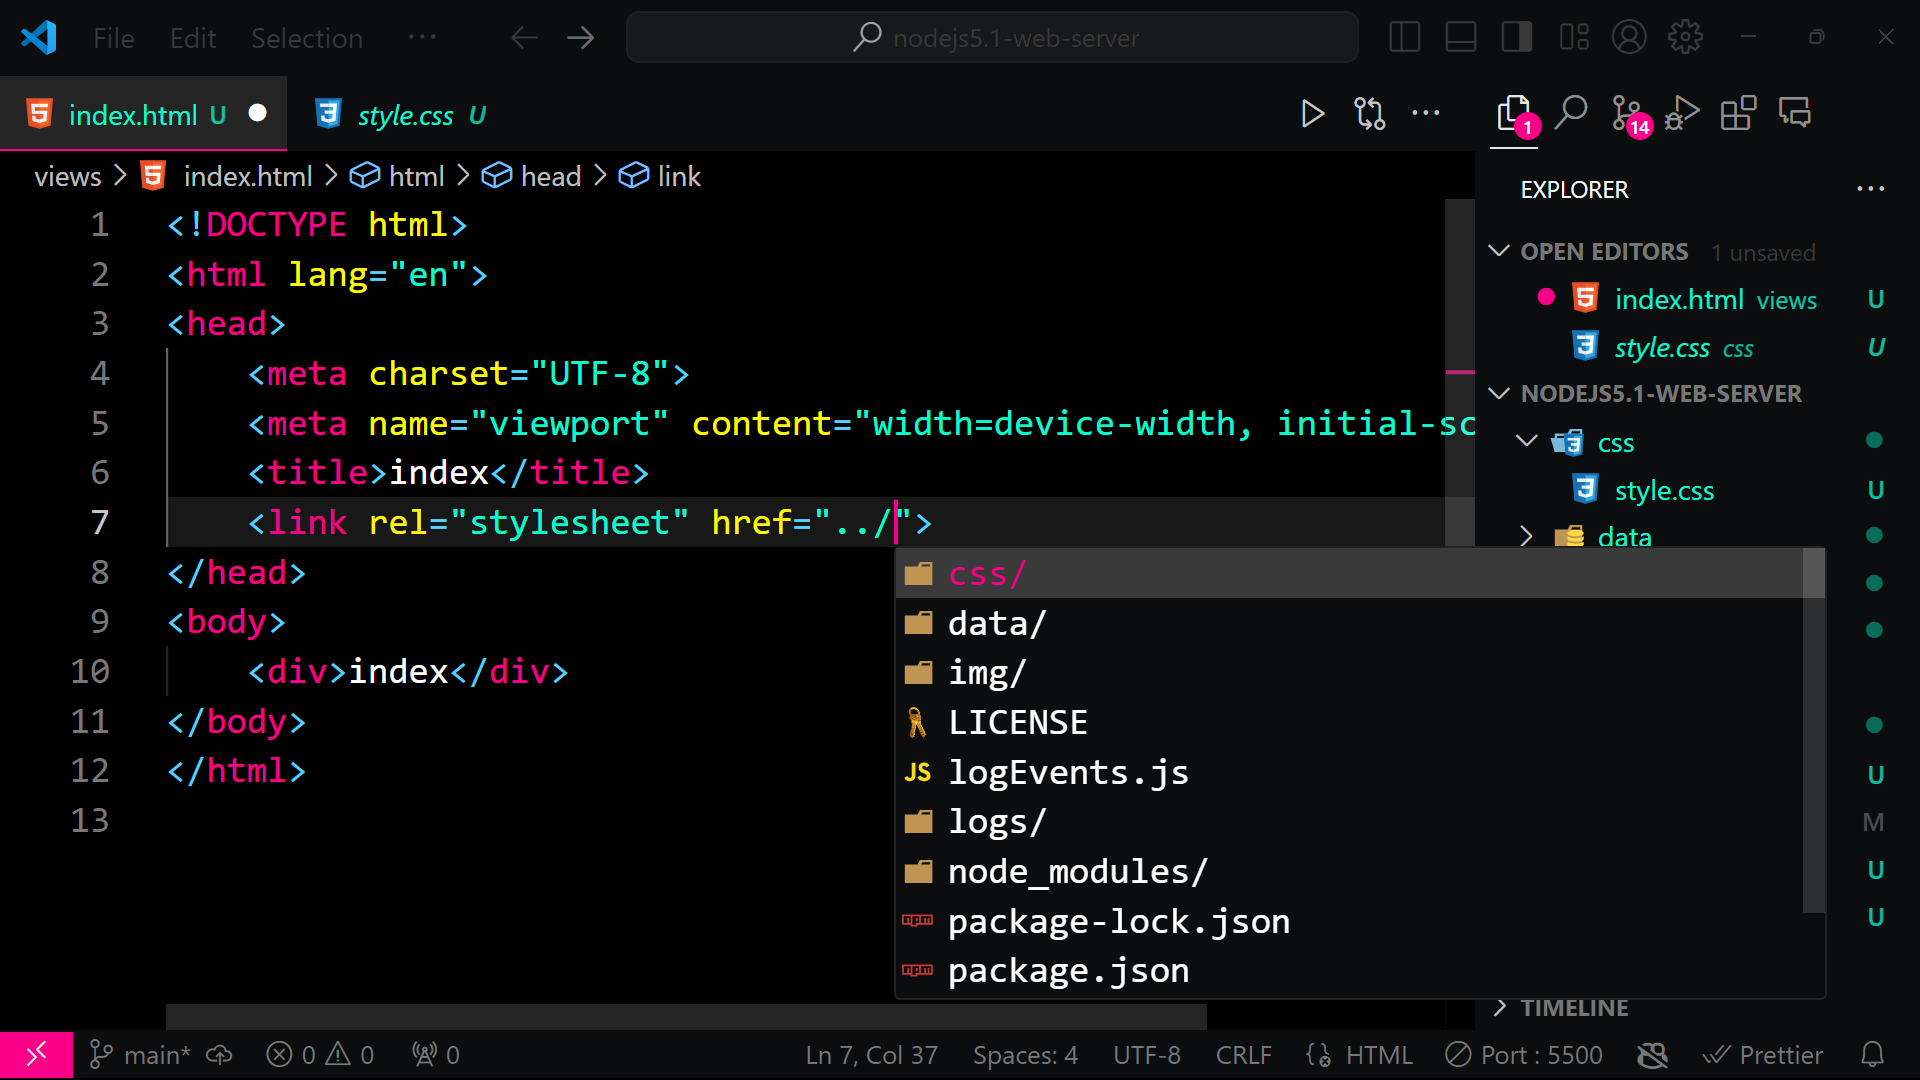 File Edit Selection ··· nodejs5.1-web-server
index.html U style.css U
views > index.html > html > head > link
1 <!DOCTYPE html>
2 <html lang="en">
3 <head>
4 <meta charset="UTF-8">
5 <meta name="viewport" content="width=device-width, initial-sc
6 <title>index</title>
7 <link rel="stylesheet" href="../">
8 </head>
9 <body>
10 <div>index</div>
11 </body>
12 </html>
13
css/
data/
img/
LICENSE
JS logEvents.js
logs/
node_modules/
package-lock.json
package.json
1 14
EXPLORER ···
OPEN EDITORS 1 unsaved
index.html views U
style.css css U
NODEJS5.1-WEB-SERVER
css
style.css U
data
U
M
U
U
TIMELINE
main* 0 0 0 Ln 7, Col 37 Spaces: 4 UTF-8 CRLF HTML Port : 5500 Prettier